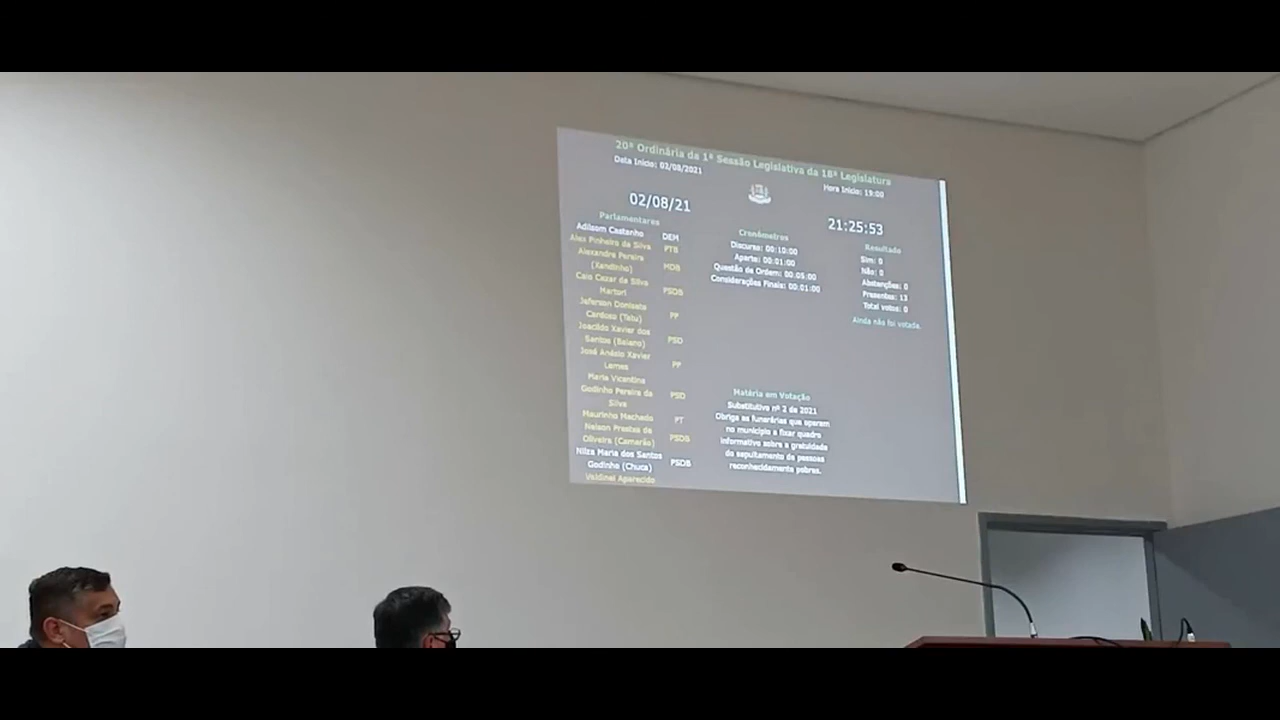 20ª Ordinária da 1ª Sessão Legislativa da 18ª Legislatura
Data Início: 02/08/2021
Hora Início: 19:00
02/08/21
21:25:53
Parlamentares
Adilsom Castanho DEM
Alex Pinheiro da Silva PTB
Alexandre Pereira
(Xandinho) MDB
Caio Cezar da Silva
Martori PSDB
Jeferson Donisete
Cardoso (Tatu) PP
Joacildo Xavier dos
Santos (Baiano) PSD
José Anésio Xavier
Lemes PP
Maria Vicentina
Godinho Pereira da
Silva PSD
Maurinho Machado PT
Nelson Prestes de
Oliveira (Camarão) PSDB
Nilza Maria dos Santos
Godinho (Chuca) PSDB
Valdinei Aparecido
Cronômetros
Discurso: 00:10:00
Aparte: 00:01:00
Questão de Ordem: 00:05:00
Considerações Finais: 00:01:00
Resultado
Sim: 0
Não: 0
Abstenções: 0
Presentes: 13
Total votos: 0
Ainda não foi votada.
Matéria em Votação
Substitutivo nº 2 de 2021
Obriga as funerárias que operam
no município a fixar quadro
informativo sobre a gratuidade
do sepultamento de pessoas
reconhecidamente pobres.